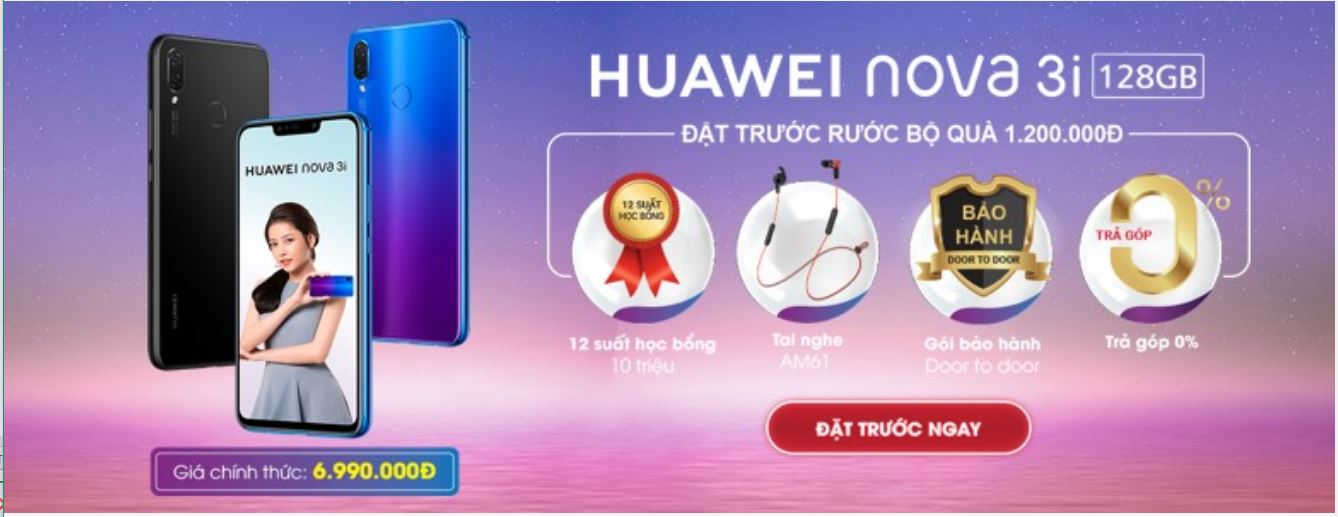 HUAWEI nova 3i 128GB
ĐẶT TRƯỚC RƯỚC BỘ QUÀ 1.200.000Đ
HUAWEI nova 3i
12 SUẤT
HỌC BỔNG
BẢO
HÀNH
DOOR TO DOOR
0%
TRẢ GÓP
12 suất học bổng
10 triệu
Tai nghe
AM61
Gói bảo hành
Door to door
Trả góp 0%
ĐẶT TRƯỚC NGAY
Giá chính thức: 6.990.000Đ